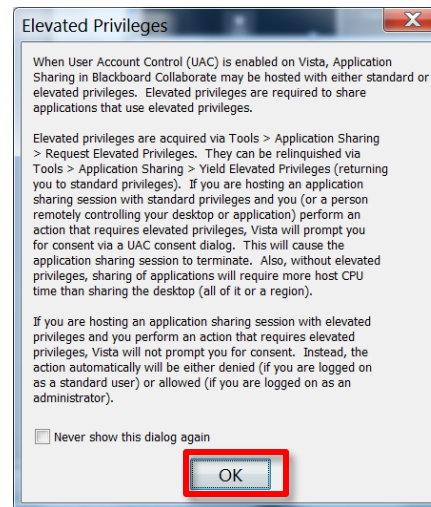 Elevated Privileges
When User Account Control (UAC) is enabled on Vista, Application
Sharing in Blackboard Collaborate may be hosted with either standard or
elevated privileges.  Elevated privileges are required to share
applications that use elevated privileges.
Elevated privileges are acquired via Tools > Application Sharing
> Request Elevated Privileges.  They can be relinquished via
Tools > Application Sharing > Yield Elevated Privileges (returning
you to standard privileges).  If you are hosting an application
sharing session with standard privileges and you (or a person
remotely controlling your desktop or application) perform an
action that requires elevated privileges, Vista will prompt you
for consent via a UAC consent dialog.  This will cause the
application sharing session to terminate.  Also, without elevated
privileges, sharing of applications will require more host CPU
time than sharing the desktop (all of it or a region).
If you are hosting an application sharing session with elevated
privileges and you perform an action that requires elevated
privileges, Vista will not prompt you for consent.  Instead, the
action automatically will be either denied (if you are logged on
as a standard user) or allowed (if you are logged on as an
administrator).
Never show this dialog again
OK